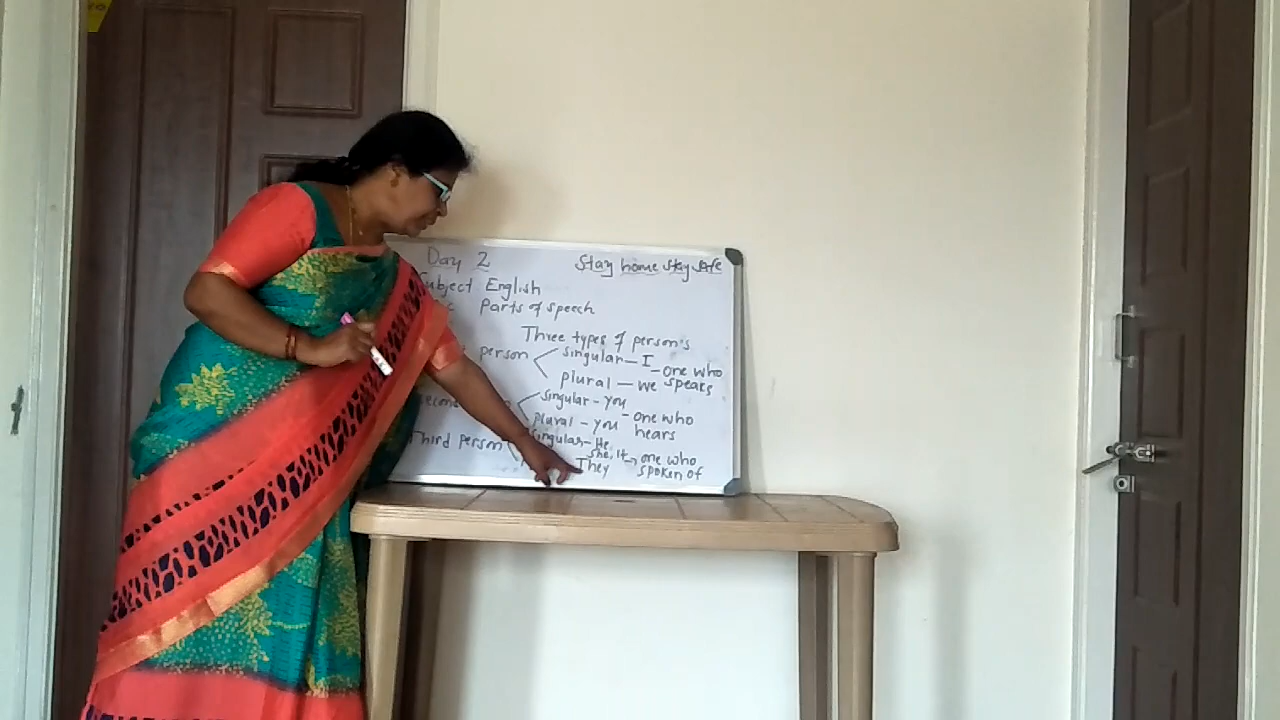 Day 2 Stay home stay safe
Subject English
Parts of speech
Three types of person's
person singular – I
plural – we – one who speaks
singular – you
plural – you – one who hears
Third person singular – He
she, It
They → one who spoken of